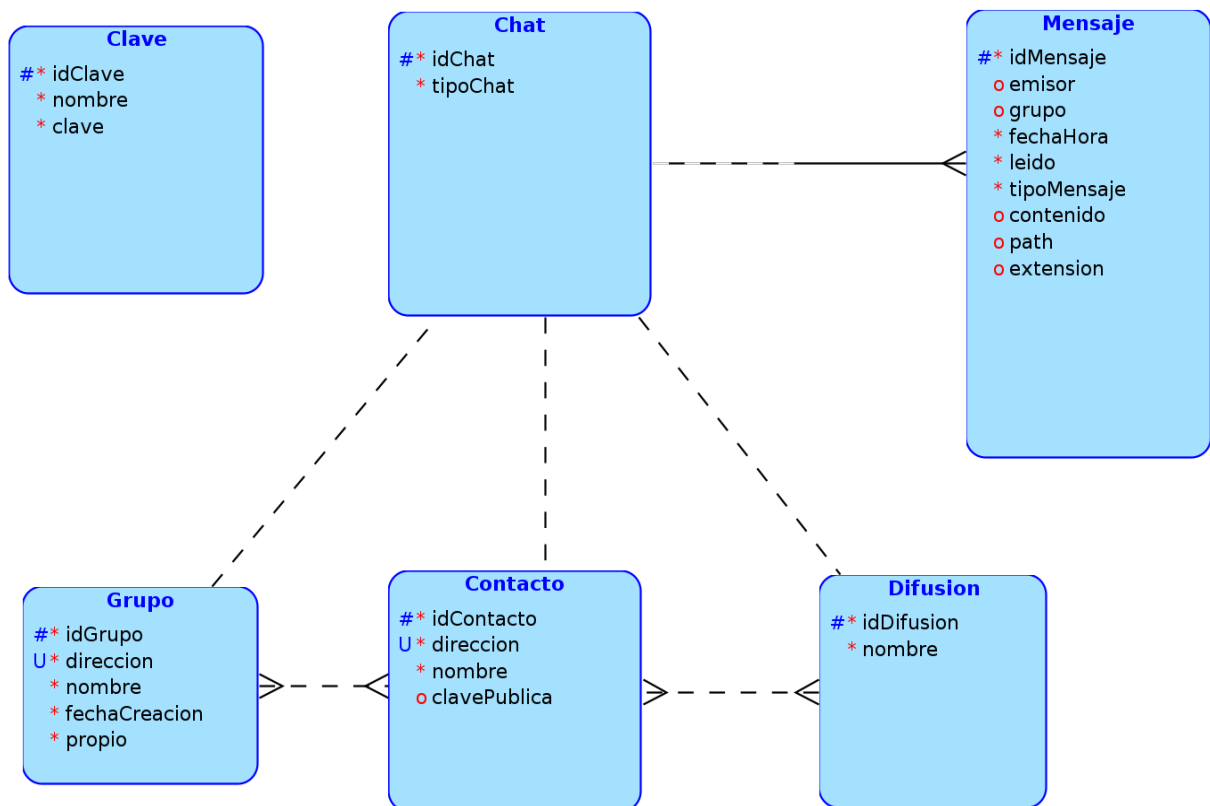 Clave
#* idClave
* nombre
* clave
Chat
#* idChat
* tipoChat
Mensaje
#* idMensaje
o emisor
o grupo
* fechaHora
* leido
* tipoMensaje
o contenido
o path
o extension
Grupo
#* idGrupo
U* direccion
* nombre
* fechaCreacion
* propio
Contacto
#* idContacto
U* direccion
* nombre
o clavePublica
Difusion
#* idDifusion
* nombre